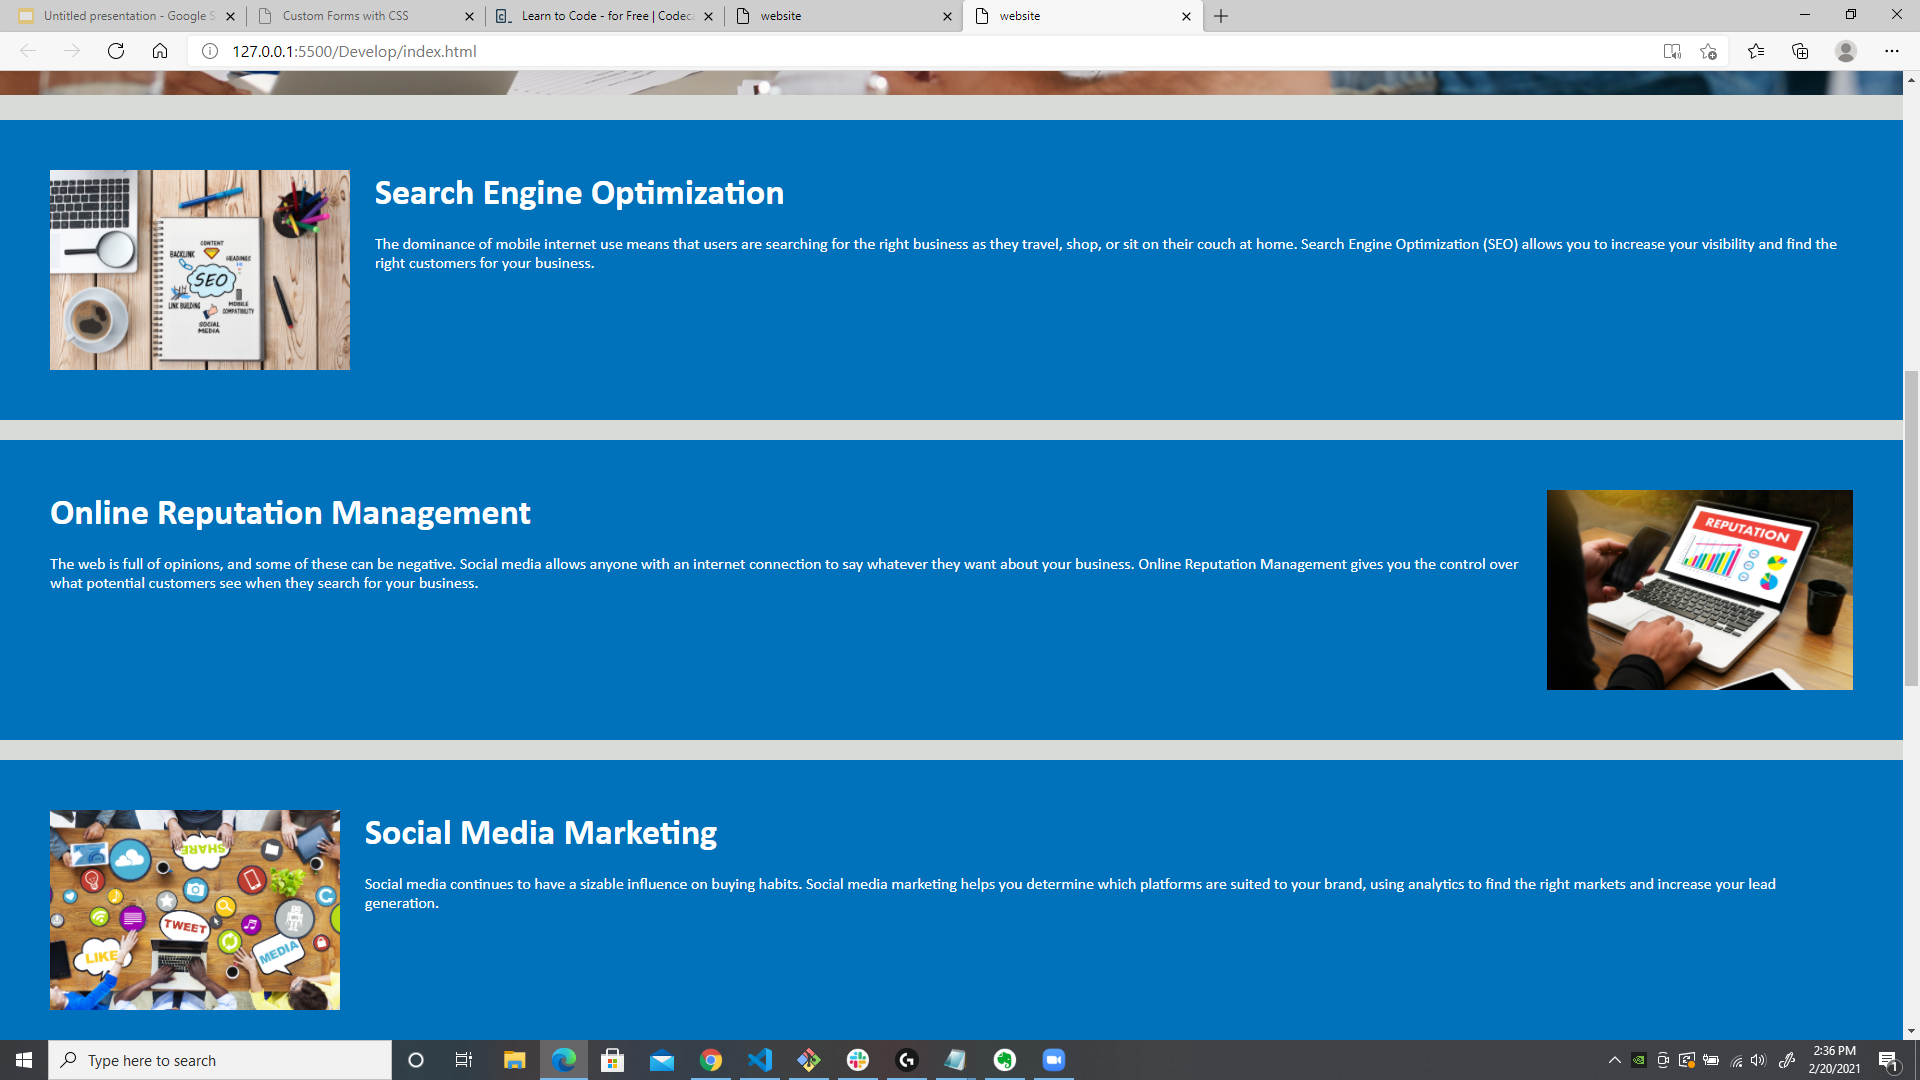 Untitled presentation - Google S
Custom Forms with CSS
Learn to Code - for Free | Codeca
website
website
127.0.0.1:5500/Develop/index.html
Search Engine Optimization
The dominance of mobile internet use means that users are searching for the right business as they travel, shop, or sit on their couch at home. Search Engine Optimization (SEO) allows you to increase your visibility and find the
right customers for your business.
CONTENT
BACKLINK
HEADINGS
SEO
LINK BUILDING
MOBILE
COMPATIBILITY
SOCIAL
MEDIA
Online Reputation Management
The web is full of opinions, and some of these can be negative. Social media allows anyone with an internet connection to say whatever they want about your business. Online Reputation Management gives you the control over
what potential customers see when they search for your business.
REPUTATION
Social Media Marketing
Social media continues to have a sizable influence on buying habits. Social media marketing helps you determine which platforms are suited to your brand, using analytics to find the right markets and increase your lead
generation.
SHARE
TWEET
LIKE
MEDIA
Type here to search
2:36 PM
2/20/2021
1